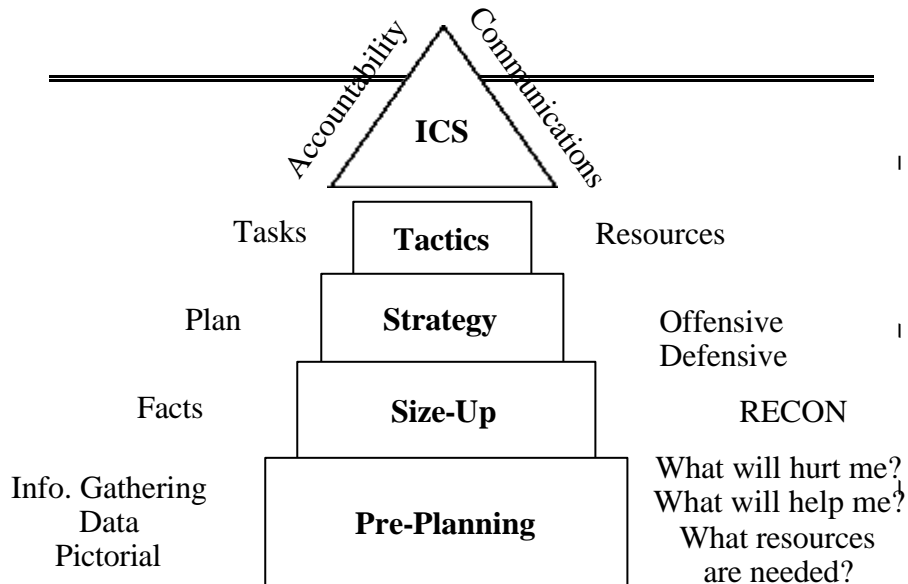 Accountability
Communications
ICS
Tasks
Tactics
Resources
Plan
Strategy
Offensive
Defensive
Facts
Size-Up
RECON
Info. Gathering
Data
Pictorial
Pre-Planning
What will hurt me?
What will help me?
What resources
are needed?